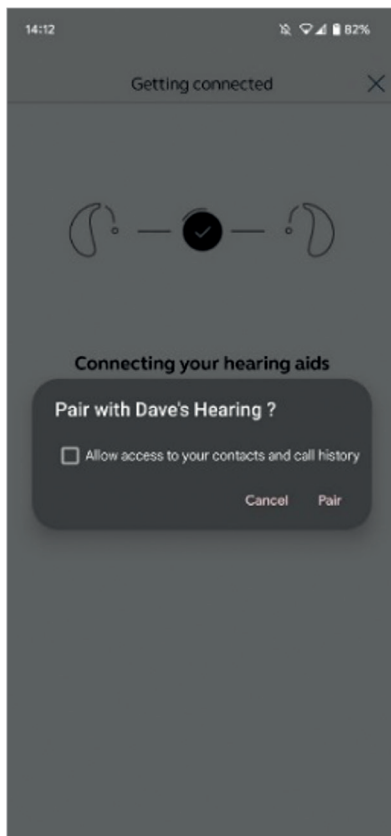 14:12
82%
Getting connected
Connecting your hearing aids
Pair with Dave's Hearing ?
Allow access to your contacts and call history
Cancel Pair